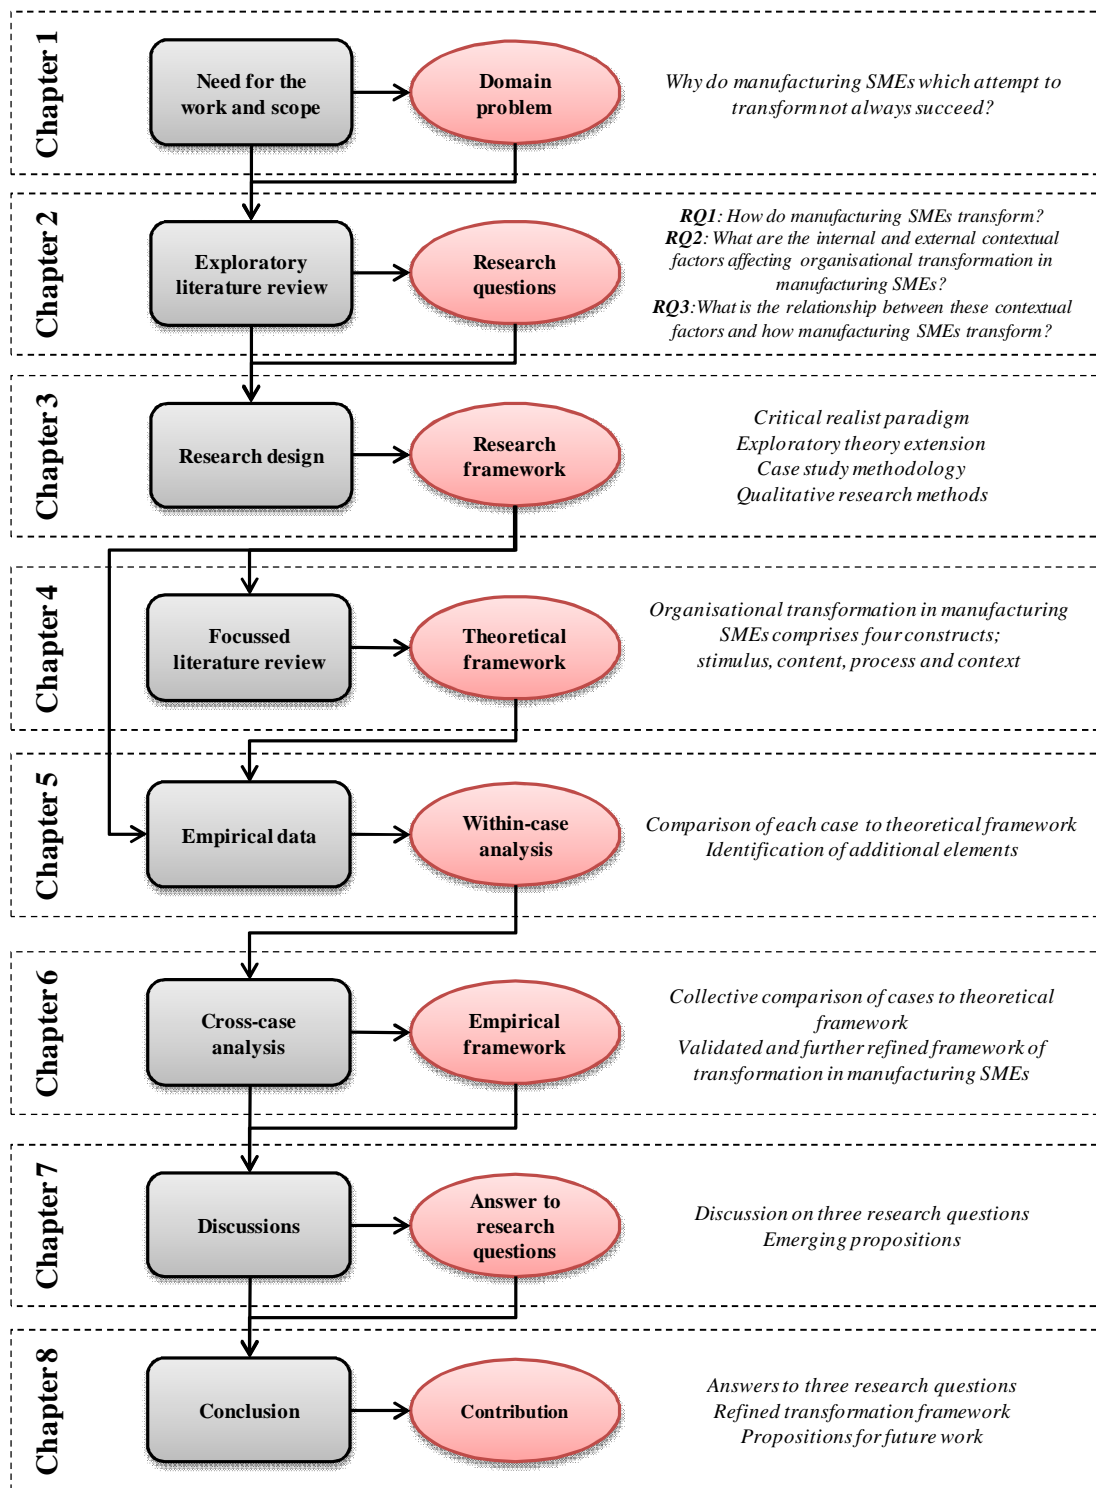 Chapter 1
Need for the
work and scope
Domain
problem
Why do manufacturing SMEs which attempt to
transform not always succeed?
Chapter 2
Exploratory
literature review
Research
questions
RQ1: How do manufacturing SMEs transform?
RQ2: What are the internal and external contextual
factors affecting organisational transformation in
manufacturing SMEs?
RQ3: What is the relationship between these contextual
factors and how manufacturing SMEs transform?
Chapter 3
Research design
Research
framework
Critical realist paradigm
Exploratory theory extension
Case study methodology
Qualitative research methods
Chapter 4
Focussed
literature review
Theoretical
framework
Organisational transformation in manufacturing
SMEs comprises four constructs;
stimulus, content, process and context
Chapter 5
Empirical data
Within-case
analysis
Comparison of each case to theoretical framework
Identification of additional elements
Chapter 6
Cross-case
analysis
Empirical
framework
Collective comparison of cases to theoretical
framework
Validated and further refined framework of
transformation in manufacturing SMEs
Chapter 7
Discussions
Answer to
research
questions
Discussion on three research questions
Emerging propositions
Chapter 8
Conclusion
Contribution
Answers to three research questions
Refined transformation framework
Propositions for future work